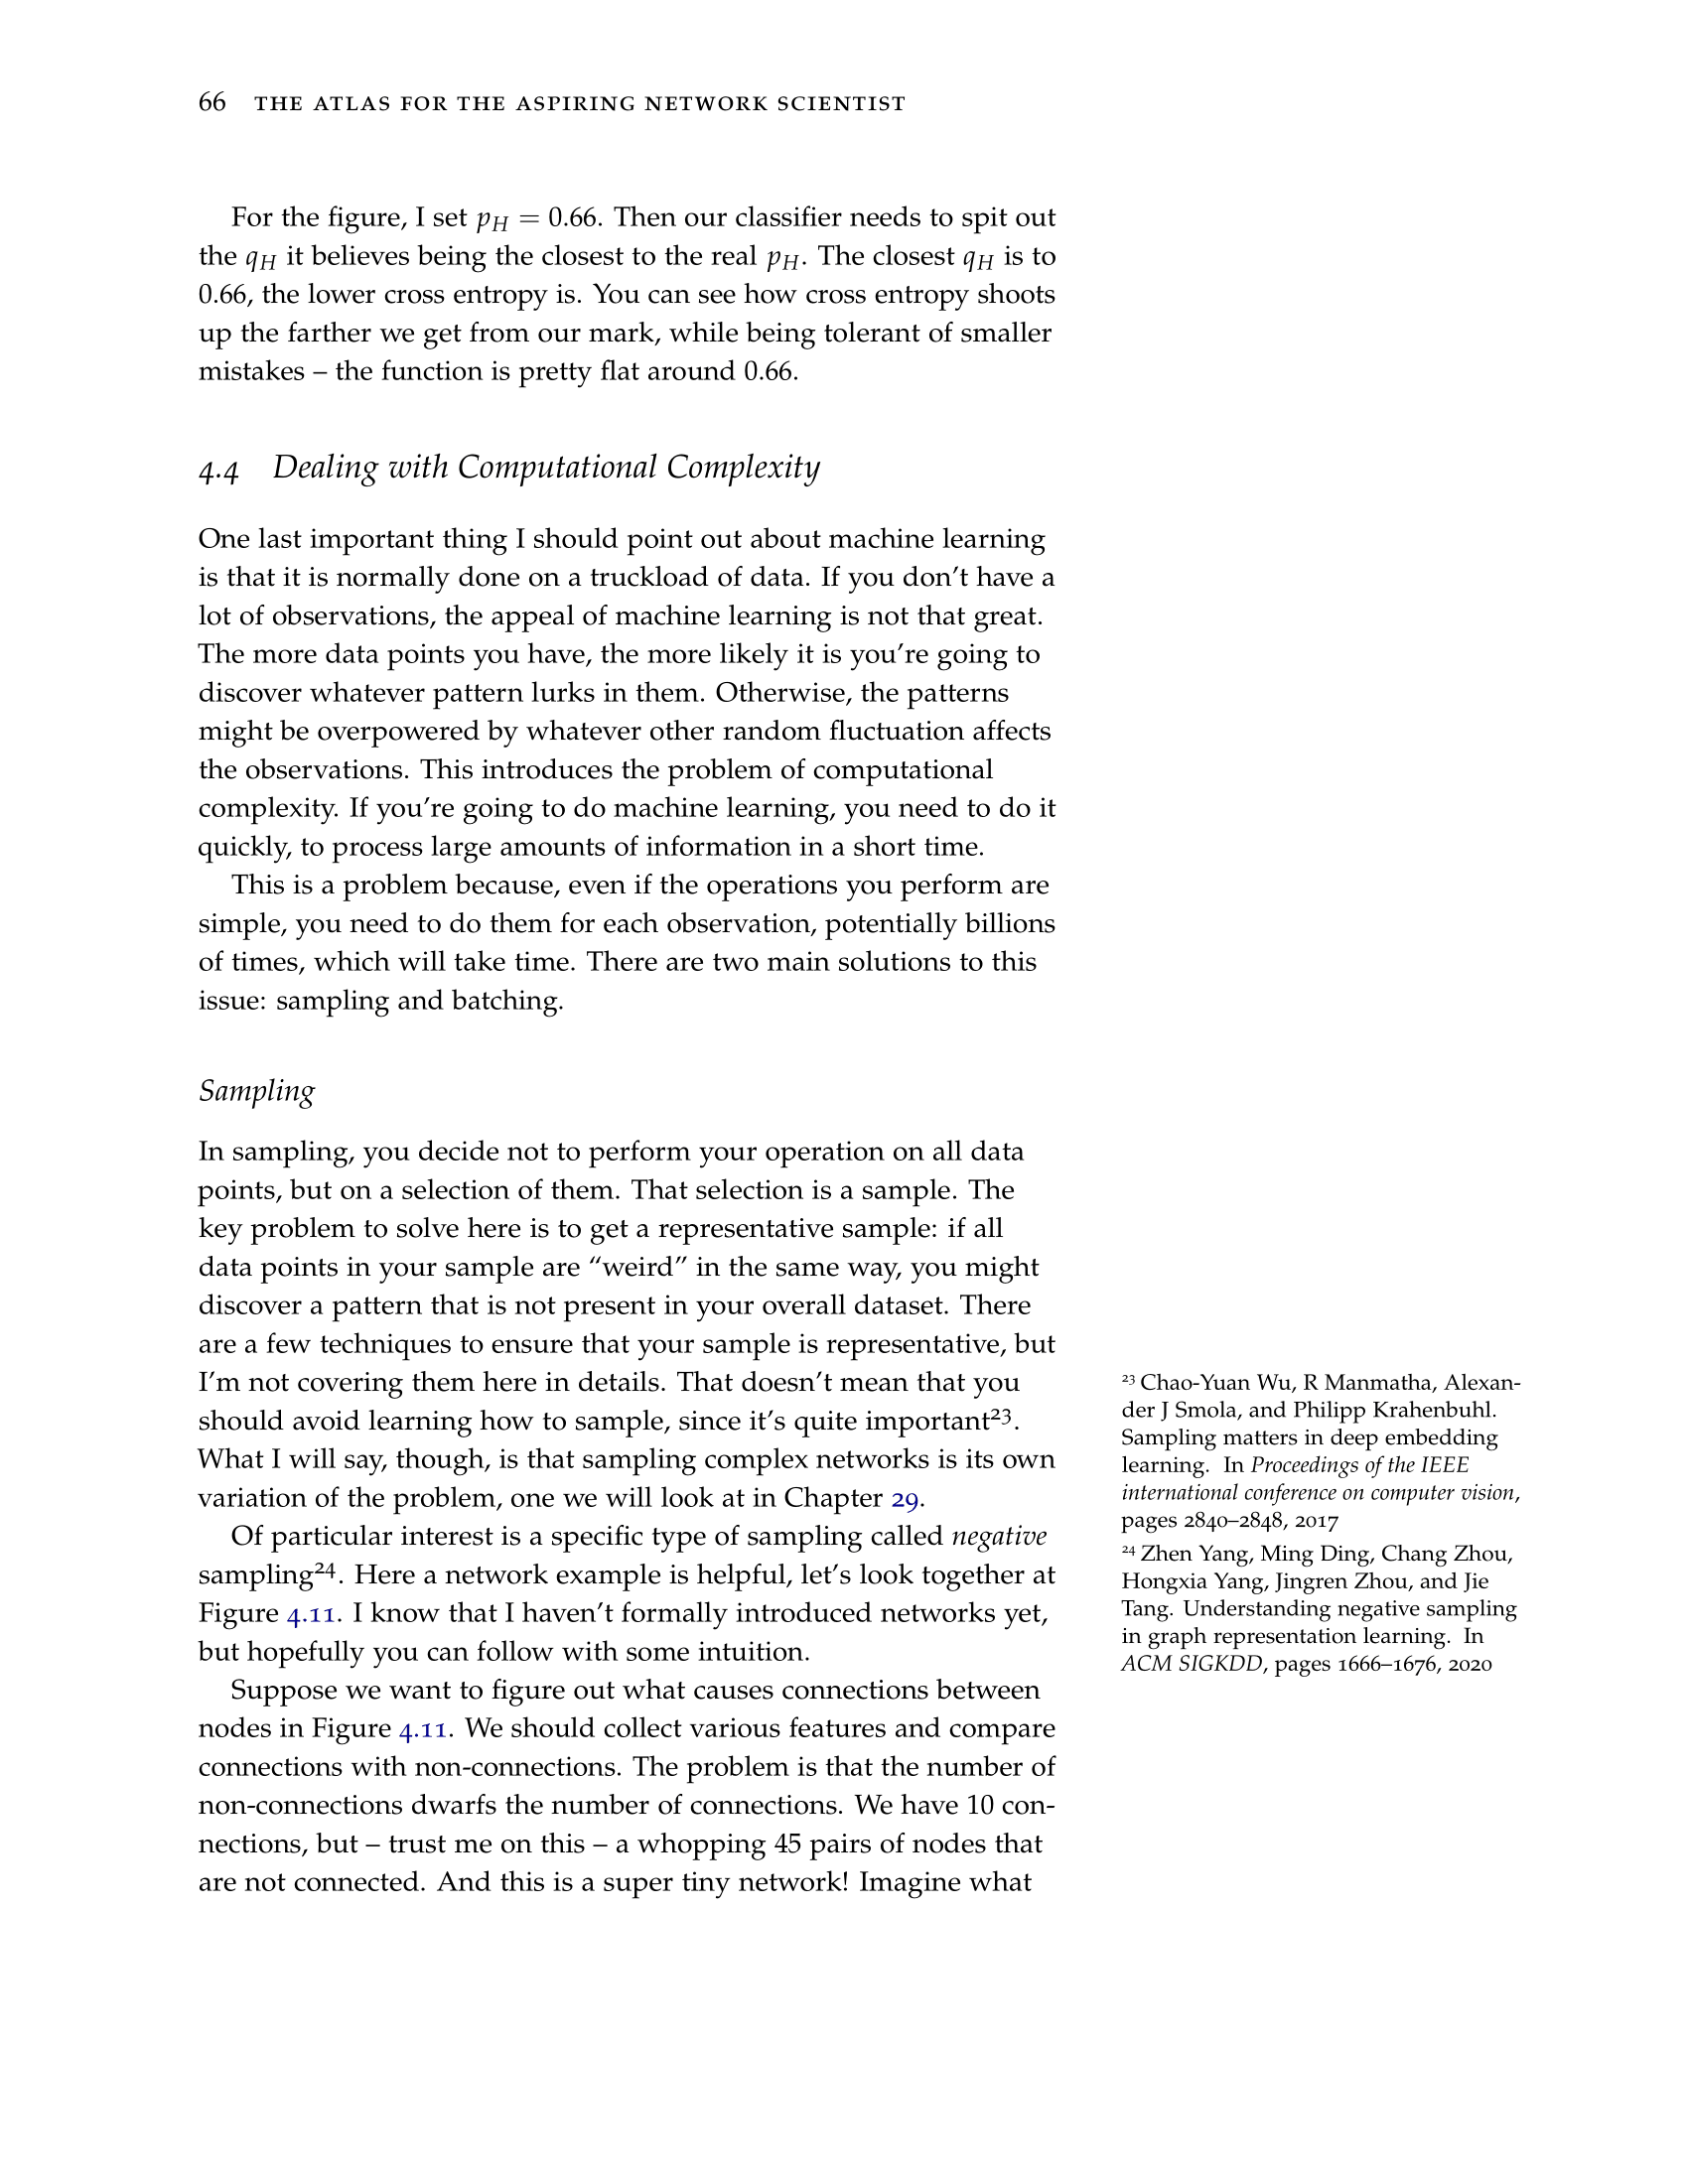 66 THE ATLAS FOR THE ASPIRING NETWORK SCIENTIST
For the figure, I set pH = 0.66. Then our classifier needs to spit out
the qH it believes being the closest to the real pH. The closest qH is to
0.66, the lower cross entropy is. You can see how cross entropy shoots
up the farther we get from our mark, while being tolerant of smaller
mistakes – the function is pretty flat around 0.66.
4.4 Dealing with Computational Complexity
One last important thing I should point out about machine learning
is that it is normally done on a truckload of data. If you don’t have a
lot of observations, the appeal of machine learning is not that great.
The more data points you have, the more likely it is you’re going to
discover whatever pattern lurks in them. Otherwise, the patterns
might be overpowered by whatever other random fluctuation affects
the observations. This introduces the problem of computational
complexity. If you’re going to do machine learning, you need to do it
quickly, to process large amounts of information in a short time.
This is a problem because, even if the operations you perform are
simple, you need to do them for each observation, potentially billions
of times, which will take time. There are two main solutions to this
issue: sampling and batching.
Sampling
In sampling, you decide not to perform your operation on all data
points, but on a selection of them. That selection is a sample. The
key problem to solve here is to get a representative sample: if all
data points in your sample are “weird” in the same way, you might
discover a pattern that is not present in your overall dataset. There
are a few techniques to ensure that your sample is representative, but
I’m not covering them here in details. That doesn’t mean that you
should avoid learning how to sample, since it’s quite important²³.
What I will say, though, is that sampling complex networks is its own
variation of the problem, one we will look at in Chapter 29.
Of particular interest is a specific type of sampling called negative
sampling²⁴. Here a network example is helpful, let’s look together at
Figure 4.11. I know that I haven’t formally introduced networks yet,
but hopefully you can follow with some intuition.
Suppose we want to figure out what causes connections between
nodes in Figure 4.11. We should collect various features and compare
connections with non-connections. The problem is that the number of
non-connections dwarfs the number of connections. We have 10 con-
nections, but – trust me on this – a whopping 45 pairs of nodes that
are not connected. And this is a super tiny network! Imagine what
²³ Chao-Yuan Wu, R Manmatha, Alexan-
der J Smola, and Philipp Krahenbuhl.
Sampling matters in deep embedding
learning. In Proceedings of the IEEE
international conference on computer vision,
pages 2840–2848, 2017
²⁴ Zhen Yang, Ming Ding, Chang Zhou,
Hongxia Yang, Jingren Zhou, and Jie
Tang. Understanding negative sampling
in graph representation learning. In
ACM SIGKDD, pages 1666–1676, 2020